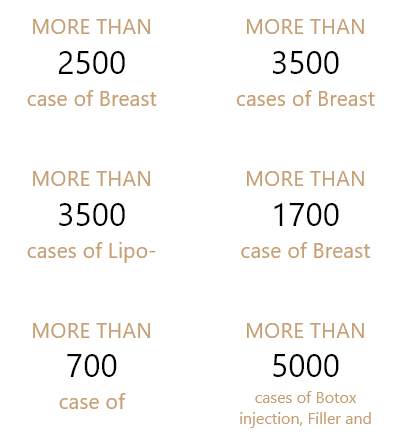 MORE THAN
2500
case of Breast
MORE THAN
3500
cases of Breast
MORE THAN
3500
cases of Lipo-
MORE THAN
1700
case of Breast
MORE THAN
700
case of
MORE THAN
5000
cases of Botox
injection, Filler and